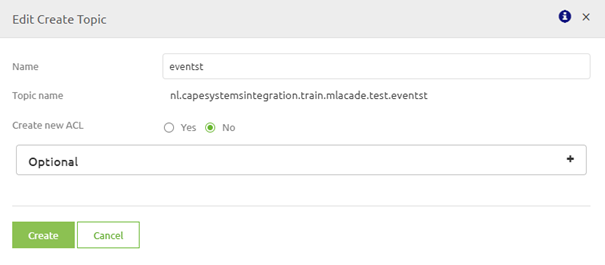 Edit Create Topic
Name
eventst
Topic name
nl.capesystemsintegration.train.mlacade.test.eventst
Create new ACL
Yes
No
Optional
Create
Cancel